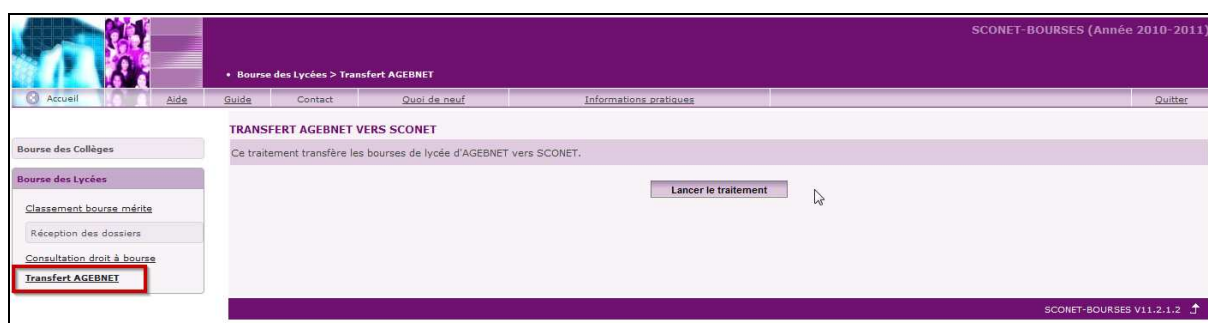 SCONET-BOURSES (Année 2010-2011)
• Bourse des Lycées > Transfert AGEBNET
Accueil Aide Guide Contact Quoi de neuf Informations pratiques Quitter
TRANSFERT AGEBNET VERS SCONET
Bourse des Collèges
Ce traitement transfère les bourses de lycée d'AGEBNET vers SCONET.
Bourse des Lycées
Lancer le traitement
Classement bourse mérite
Réception des dossiers
Consultation droit à bourse
Transfert AGEBNET
SCONET-BOURSES V11.2.1.2